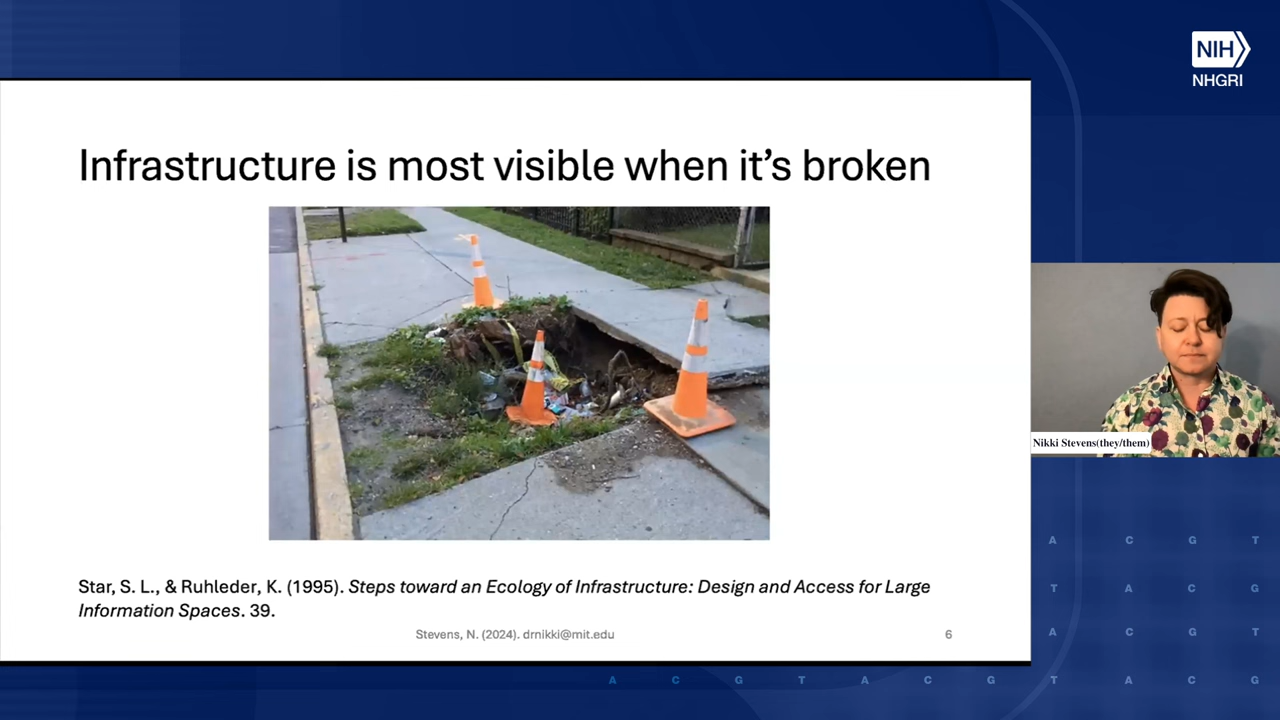 NIH
NHGRI
Infrastructure is most visible when it's broken
Nikki Stevens(they/them)
Star, S. L., & Ruhleder, K. (1995). Steps toward an Ecology of Infrastructure: Design and Access for Large
Information Spaces. 39.
Stevens, N. (2024). drnikki@mit.edu
6
A C G T
T A C G
A C G T
A C G T A C G T A C G